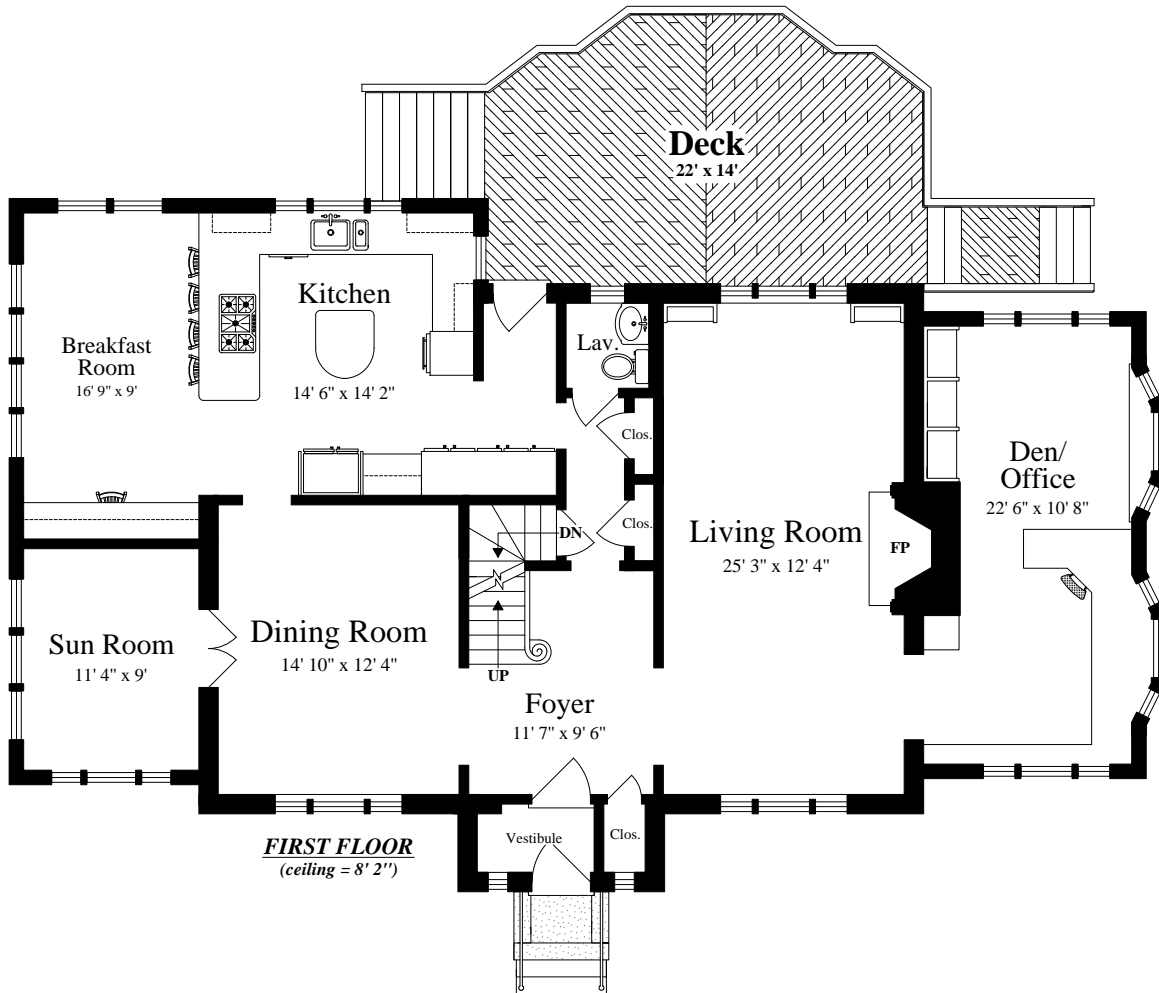 Deck
22' x 14'
Kitchen
14' 6" x 14' 2"
Breakfast
Room
16' 9" x 9'
Lav.
Clos.
Clos.
DN
Living Room
25' 3" x 12' 4"
FP
Den/
Office
22' 6" x 10' 8"
Sun Room
11' 4" x 9'
Dining Room
14' 10" x 12' 4"
UP
Foyer
11' 7" x 9' 6"
Vestibule
Clos.
FIRST FLOOR
(ceiling = 8' 2")